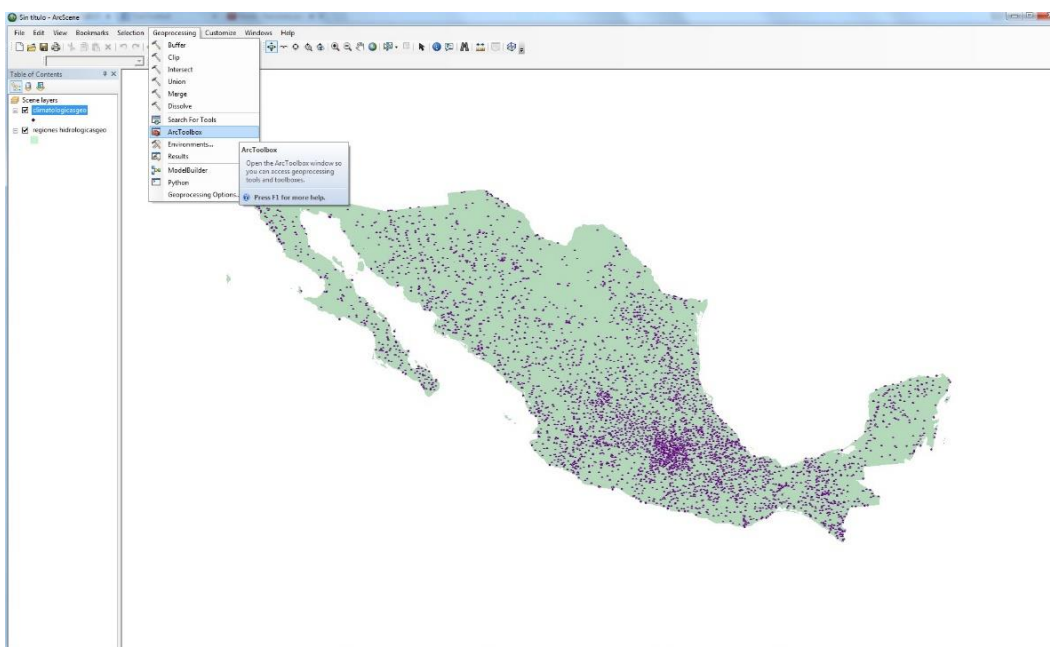 Sin título - ArcScene
File Edit View Bookmarks Selection Geoprocessing Customize Windows Help
Buffer
Clip
Intersect
Union
Merge
Dissolve
Search For Tools
ArcToolbox
Environments...
Results
ModelBuilder
Python
Geoprocessing Options...
ArcToolbox
Open the ArcToolbox window so
you can access geoprocessing
tools and toolboxes.
Press F1 for more help.
Table of Contents
Scene layers
climatologicasgeo
regiones hidrologicasgeo